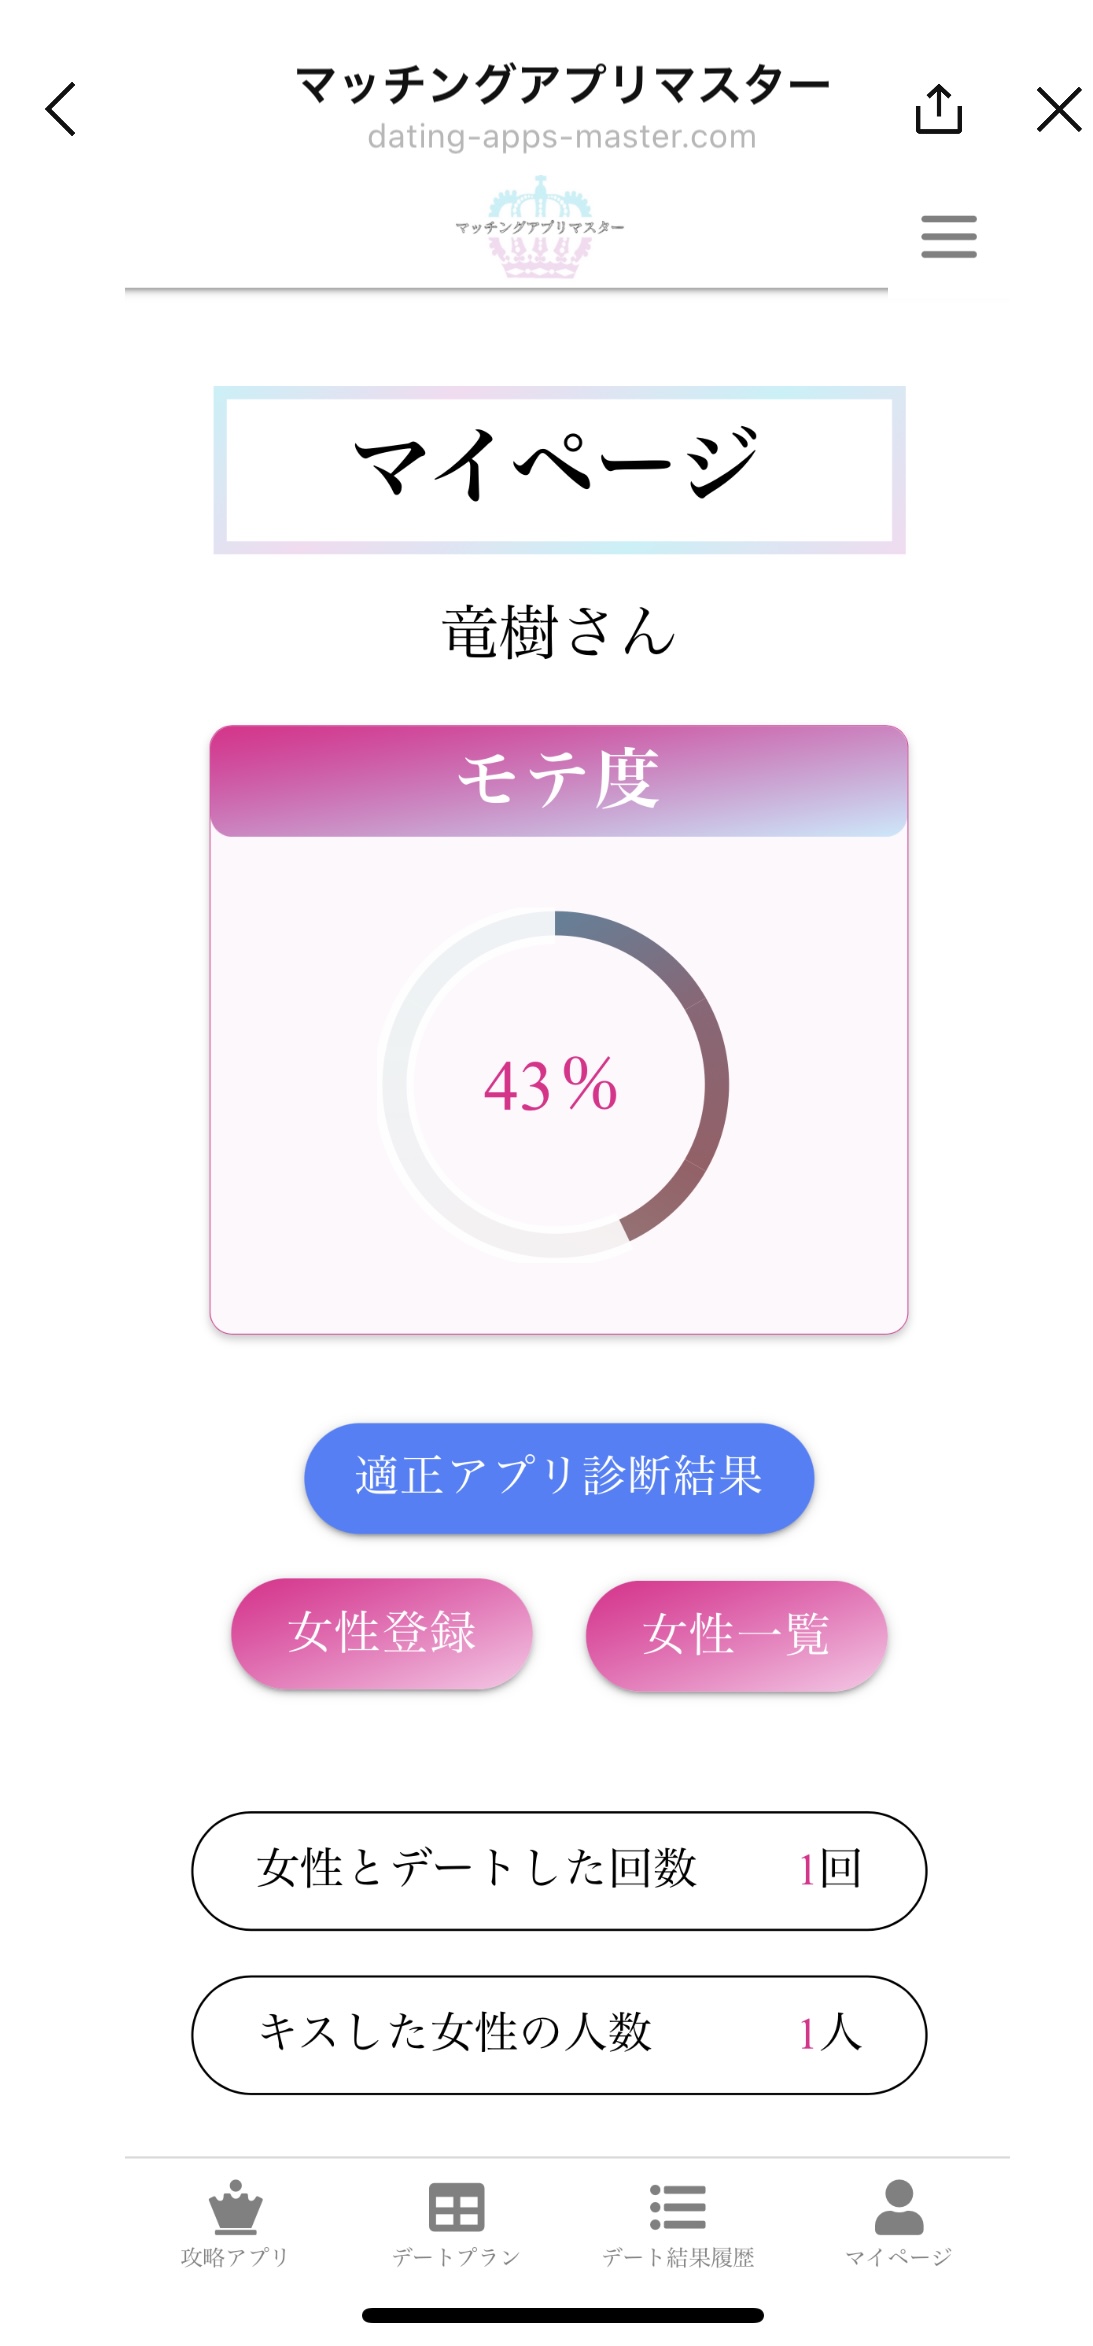 マッチングアプリマスター
dating-apps-master.com
マッチングアプリマスター
マイページ
竜樹さん
モテ度
43%
適正アプリ診断結果
女性登録
女性一覧
女性とデートした回数 1回
キスした女性の人数 1人
攻略アプリ
デートプラン
デート結果履歴
マイページ